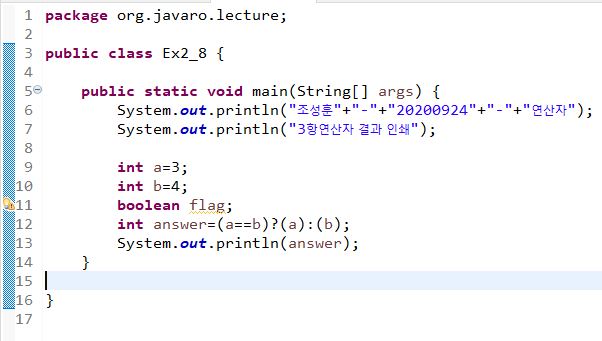 1 package org.javaro.lecture;
2
3 public class Ex2_8 {
4
5 public static void main(String[] args) {
6 System.out.println("조성훈"+"-"+"20200924"+"-"+"연산자");
7 System.out.println("3항연산자 결과 인쇄");
8
9 int a=3;
10 int b=4;
11 boolean flag;
12 int answer=(a==b)?(a):(b);
13 System.out.println(answer);
14 }
15
16 }
17